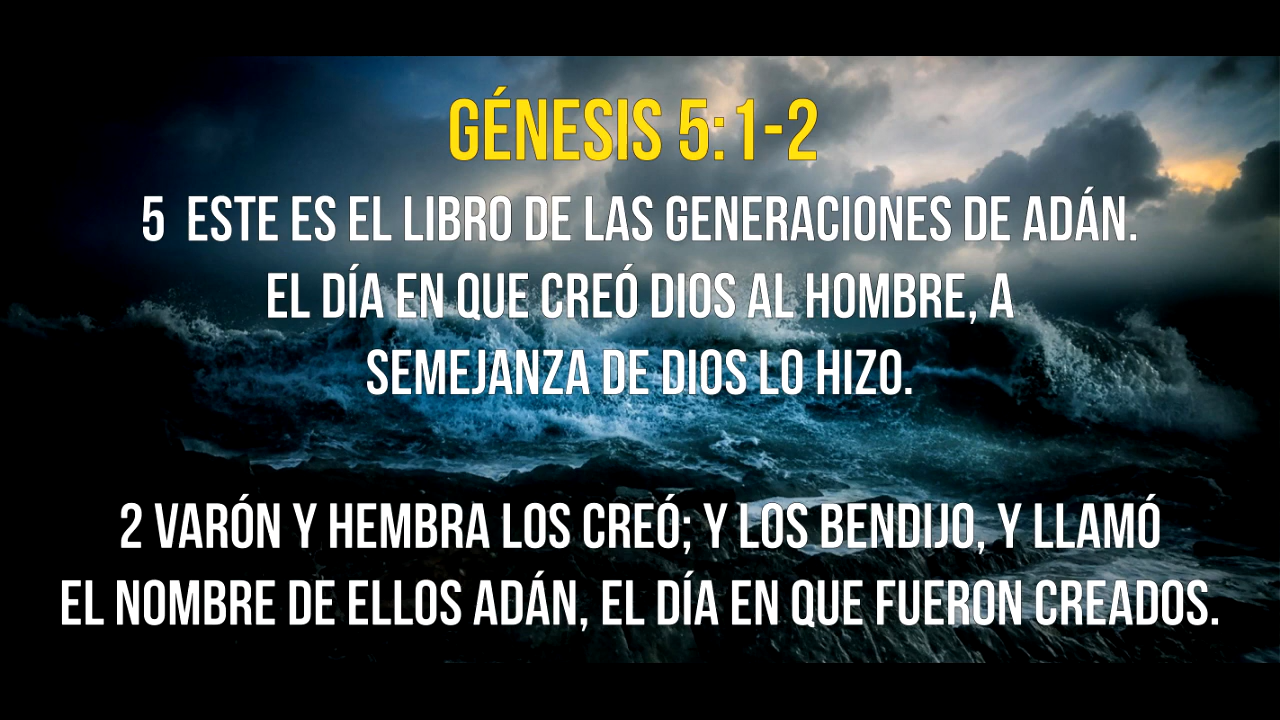 GÉNESIS 5:1-2
5 ESTE ES EL LIBRO DE LAS GENERACIONES DE ADÁN.
EL DÍA EN QUE CREÓ DIOS AL HOMBRE, A
SEMEJANZA DE DIOS LO HIZO.
2 VARÓN Y HEMBRA LOS CREÓ; Y LOS BENDIJO, Y LLAMÓ
EL NOMBRE DE ELLOS ADÁN, EL DÍA EN QUE FUERON CREADOS.